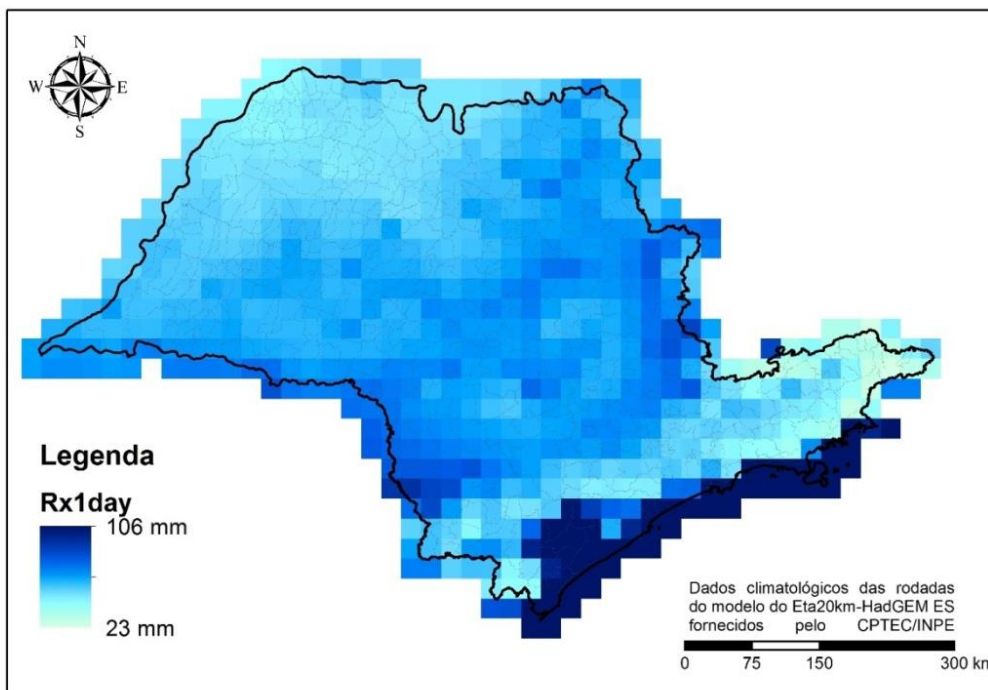 N
W E
S
Legenda
Rx1day
106 mm
23 mm
Dados climatológicos das rodadas
do modelo do Eta20km-HadGEM ES
fornecidos pelo CPTEC/INPE
0 75 150 300 km